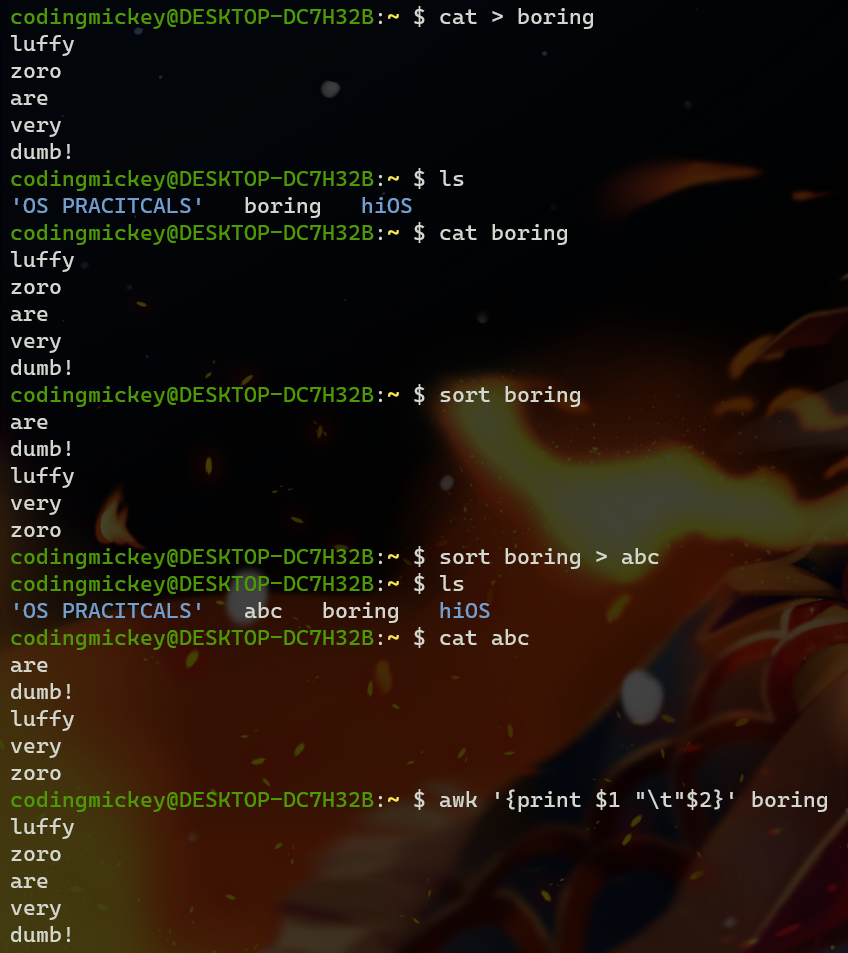 codingmickey@DESKTOP-DC7H32B:~ $ cat > boring
luffy
zoro
are
very
dumb!
codingmickey@DESKTOP-DC7H32B:~ $ ls
'OS PRACITCALS'   boring   hiOS
codingmickey@DESKTOP-DC7H32B:~ $ cat boring
luffy
zoro
are
very
dumb!
codingmickey@DESKTOP-DC7H32B:~ $ sort boring
are
dumb!
luffy
very
zoro
codingmickey@DESKTOP-DC7H32B:~ $ sort boring > abc
codingmickey@DESKTOP-DC7H32B:~ $ ls
'OS PRACITCALS'   abc   boring   hiOS
codingmickey@DESKTOP-DC7H32B:~ $ cat abc
are
dumb!
luffy
very
zoro
codingmickey@DESKTOP-DC7H32B:~ $ awk '{print $1 "\t"$2}' boring
luffy
zoro
are
very
dumb!